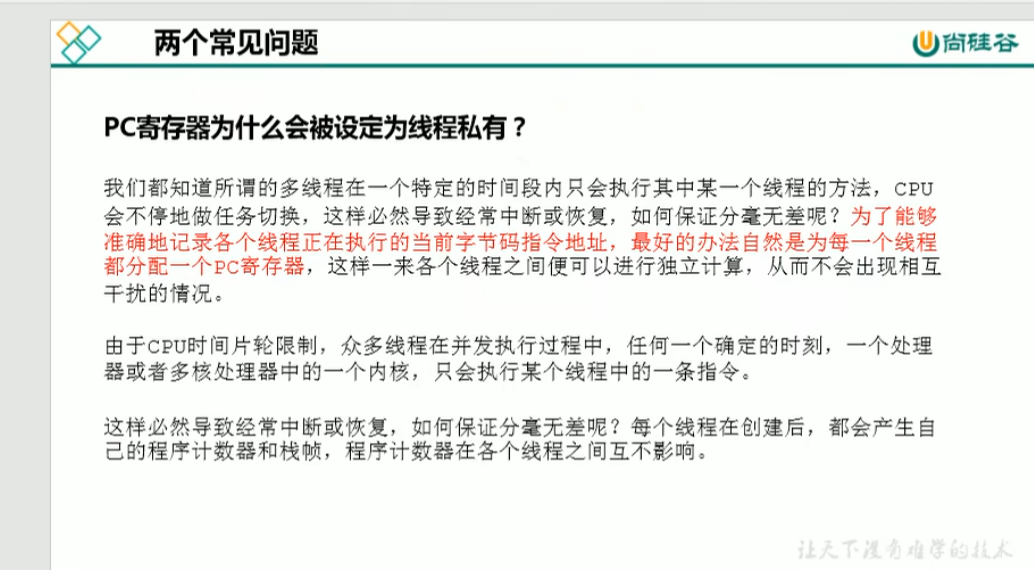 两个常见问题
尚硅谷
PC寄存器为什么会被设定为线程私有？
我们都知道所谓的多线程在一个特定的时间段内只会执行其中某一个线程的方法，CPU
会不停地做任务切换，这样必然导致经常中断或恢复，如何保证分毫无差呢？为了能够
准确地记录各个线程正在执行的当前字节码指令地址，最好的办法自然是为每一个线程
都分配一个PC寄存器，这样一来各个线程之间便可以进行独立计算，从而不会出现相互
干扰的情况。
由于CPU时间片轮限制，众多线程在并发执行过程中，任何一个确定的时刻，一个处理
器或者多核处理器中的一个内核，只会执行某个线程中的一条指令。
这样必然导致经常中断或恢复，如何保证分毫无差呢？每个线程在创建后，都会产生自
己的程序计数器和栈帧，程序计数器在各个线程之间互不影响。
让天下没有难学的技术